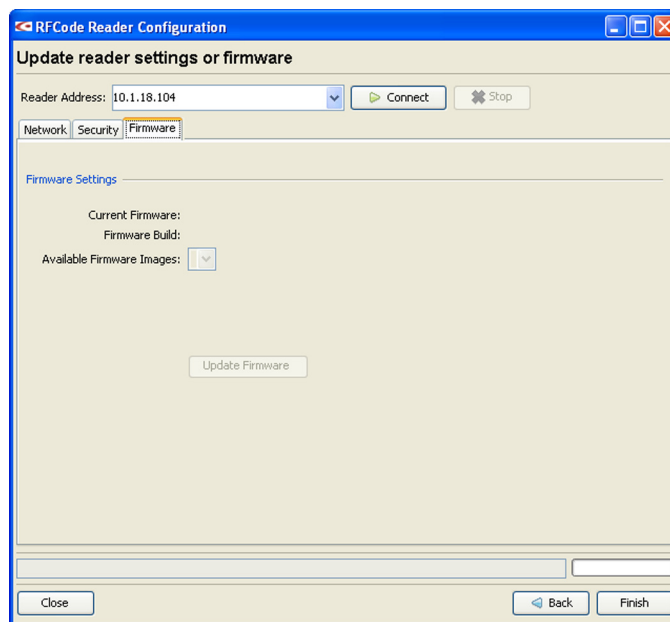 RFCode Reader Configuration
Update reader settings or firmware
Reader Address: 10.1.18.104 Connect Stop
Network Security Firmware
Firmware Settings
Current Firmware:
Firmware Build:
Available Firmware Images:
Update Firmware
Close Back Finish